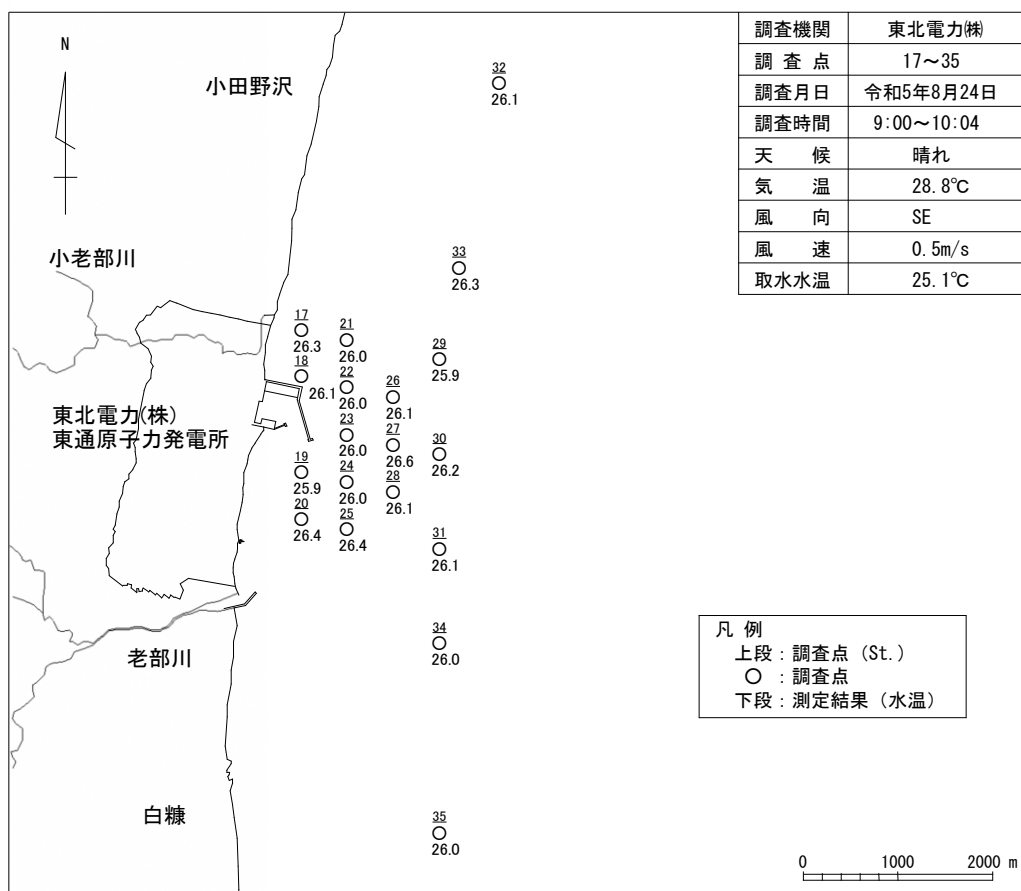 調査機関 東北電力㈱
調査点 17～35
調査月日 令和5年8月24日
調査時間 9:00～10:04
天候 晴れ
気温 28.8℃
風向 SE
風速 0.5m/s
取水水温 25.1℃
N
小田野沢
32
26.1
小老部川
33
26.3
17
26.3
21
26.0
29
25.9
18
26.1
22
26.0
26
26.1
東北電力(株)
東通原子力発電所
23
26.0
27
26.6
30
26.2
19
25.9
24
26.0
28
26.1
20
26.4
25
26.4
31
26.1
34
26.0
老部川
凡 例
上段：調査点（St.）
○ ：調査点
下段：測定結果（水温）
白糠
35
26.0
0 1000 2000 m